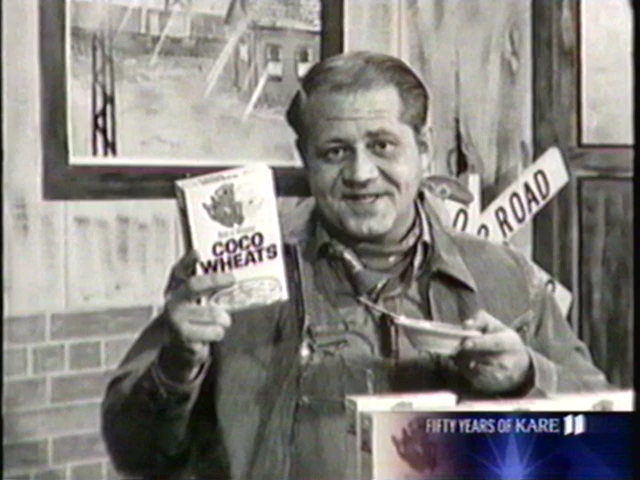 COCO
WHEATS
ROAD
FIFTY YEARS OF KARE 11